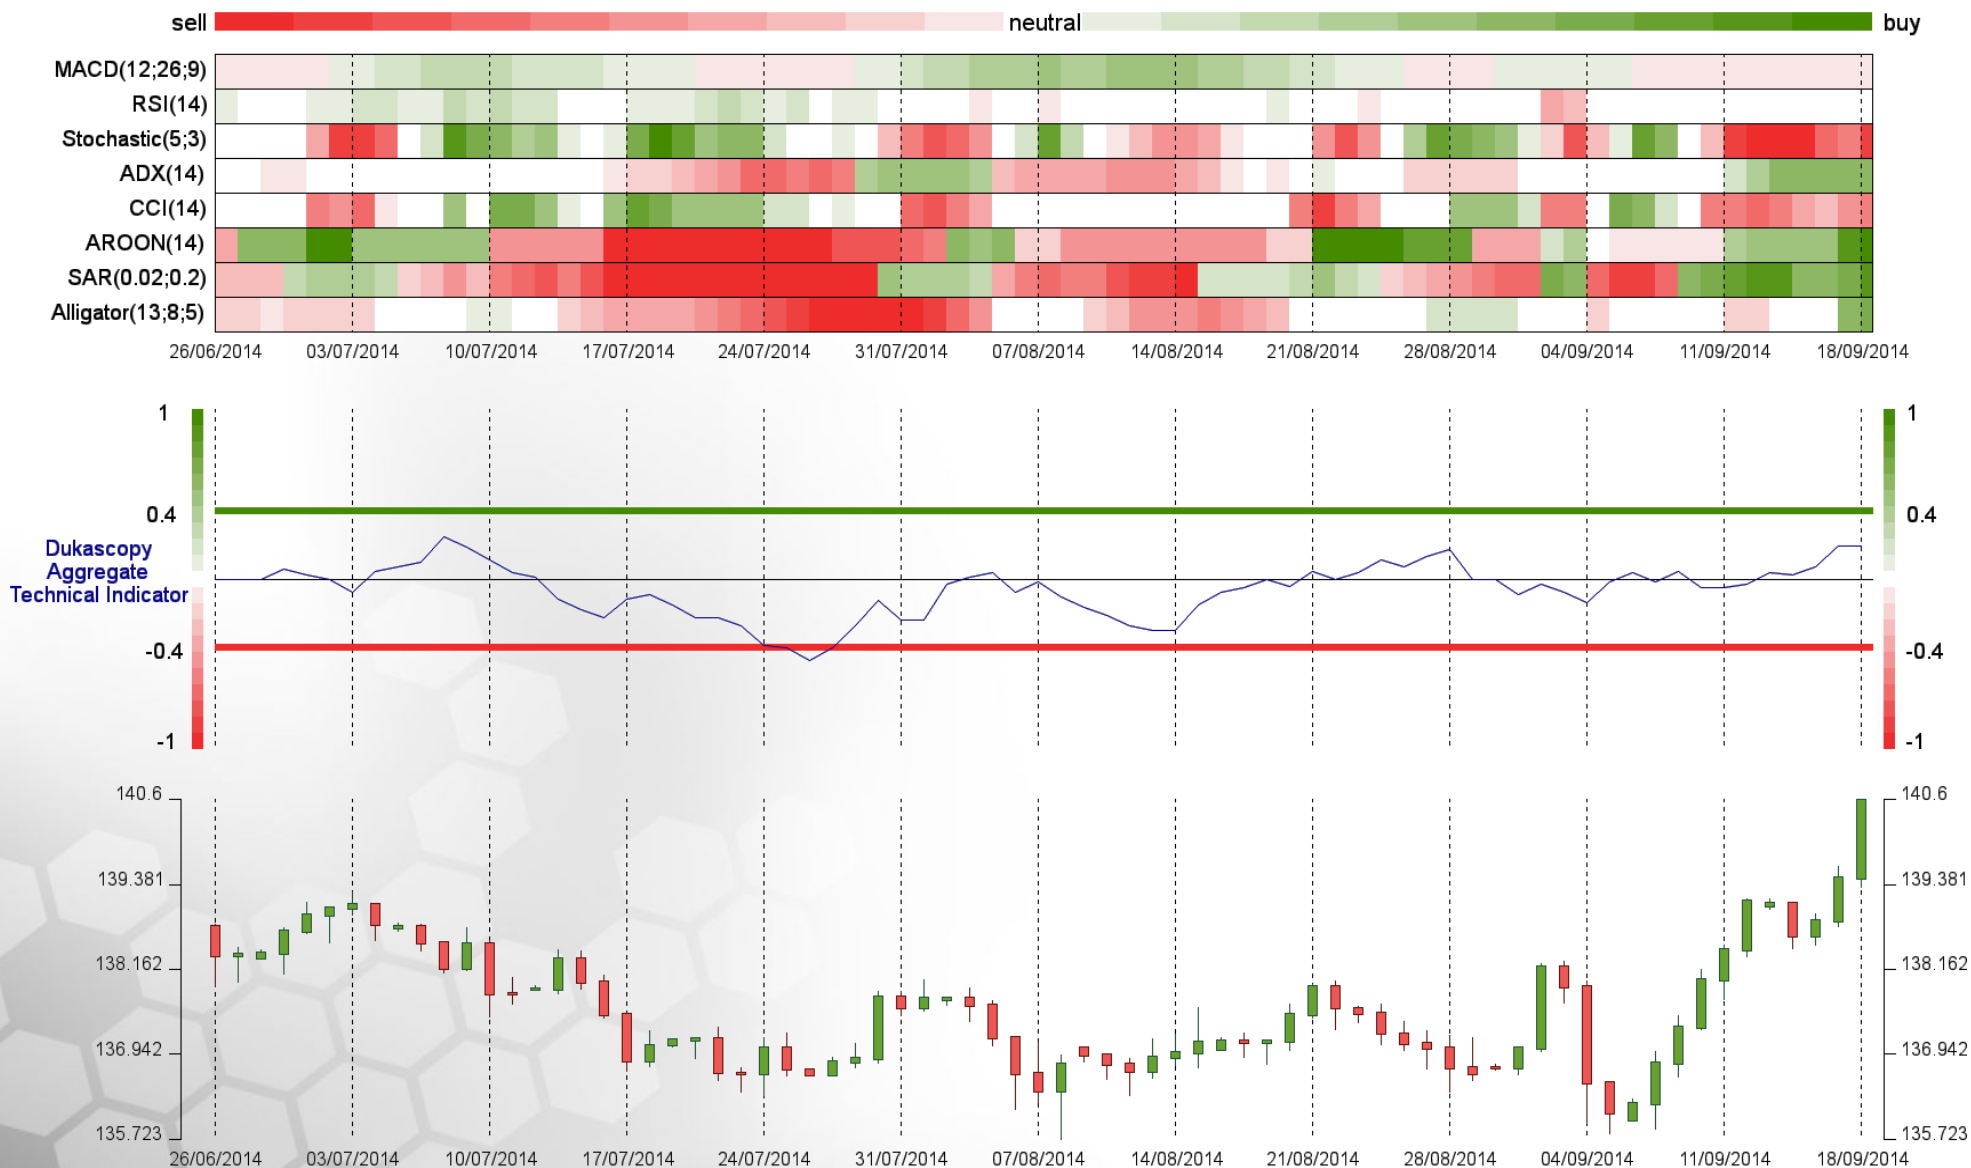 sell neutral buy
MACD(12;26;9)
RSI(14)
Stochastic(5;3)
ADX(14)
CCI(14)
AROON(14)
SAR(0.02;0.2)
Alligator(13;8;5)
26/06/2014 03/07/2014 10/07/2014 17/07/2014 24/07/2014 31/07/2014 07/08/2014 14/08/2014 21/08/2014 28/08/2014 04/09/2014 11/09/2014 18/09/2014
1 1
0.4 0.4
Dukascopy
Aggregate
Technical Indicator
-0.4 -0.4
-1 -1
140.6 140.6
139.381 139.381
138.162 138.162
136.942 136.942
135.723 135.723
26/06/2014 03/07/2014 10/07/2014 17/07/2014 24/07/2014 31/07/2014 07/08/2014 14/08/2014 21/08/2014 28/08/2014 04/09/2014 11/09/2014 18/09/2014